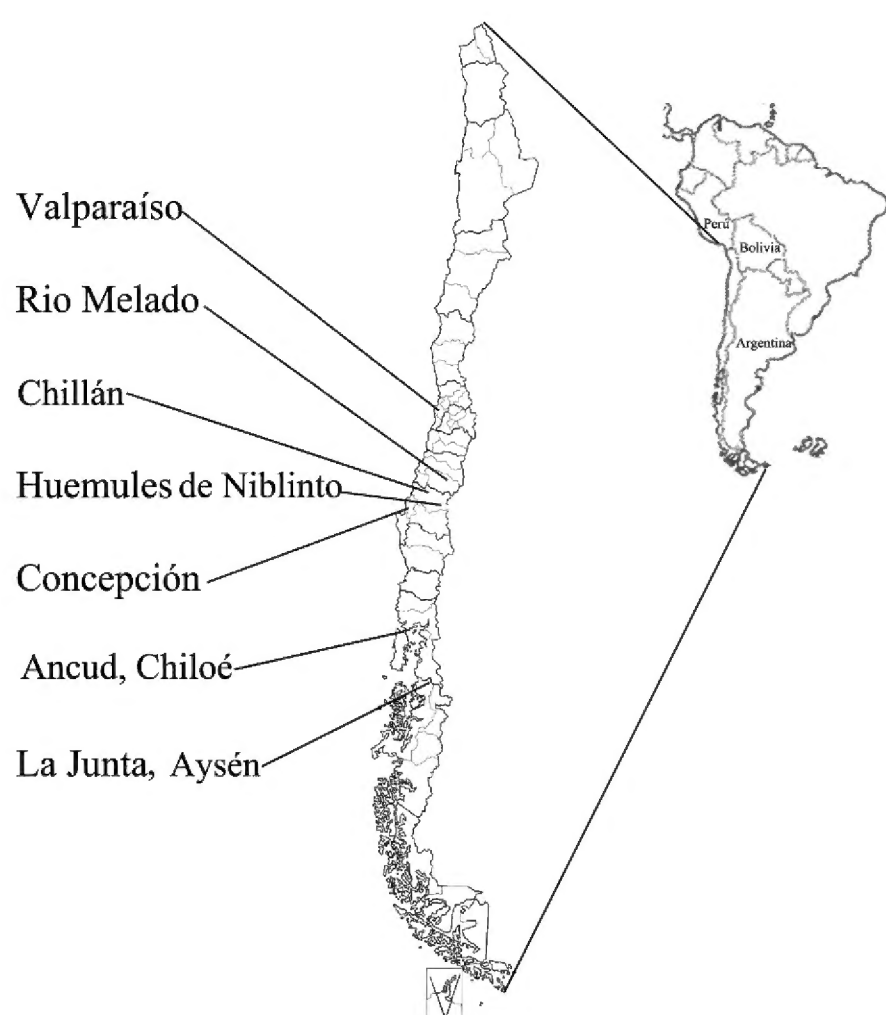 Valparaíso
Rio Melado
Chillán
Huemules de Niblinto
Concepción
Ancud, Chiloé
La Junta, Aysén
Perú
Bolivia
Argentina